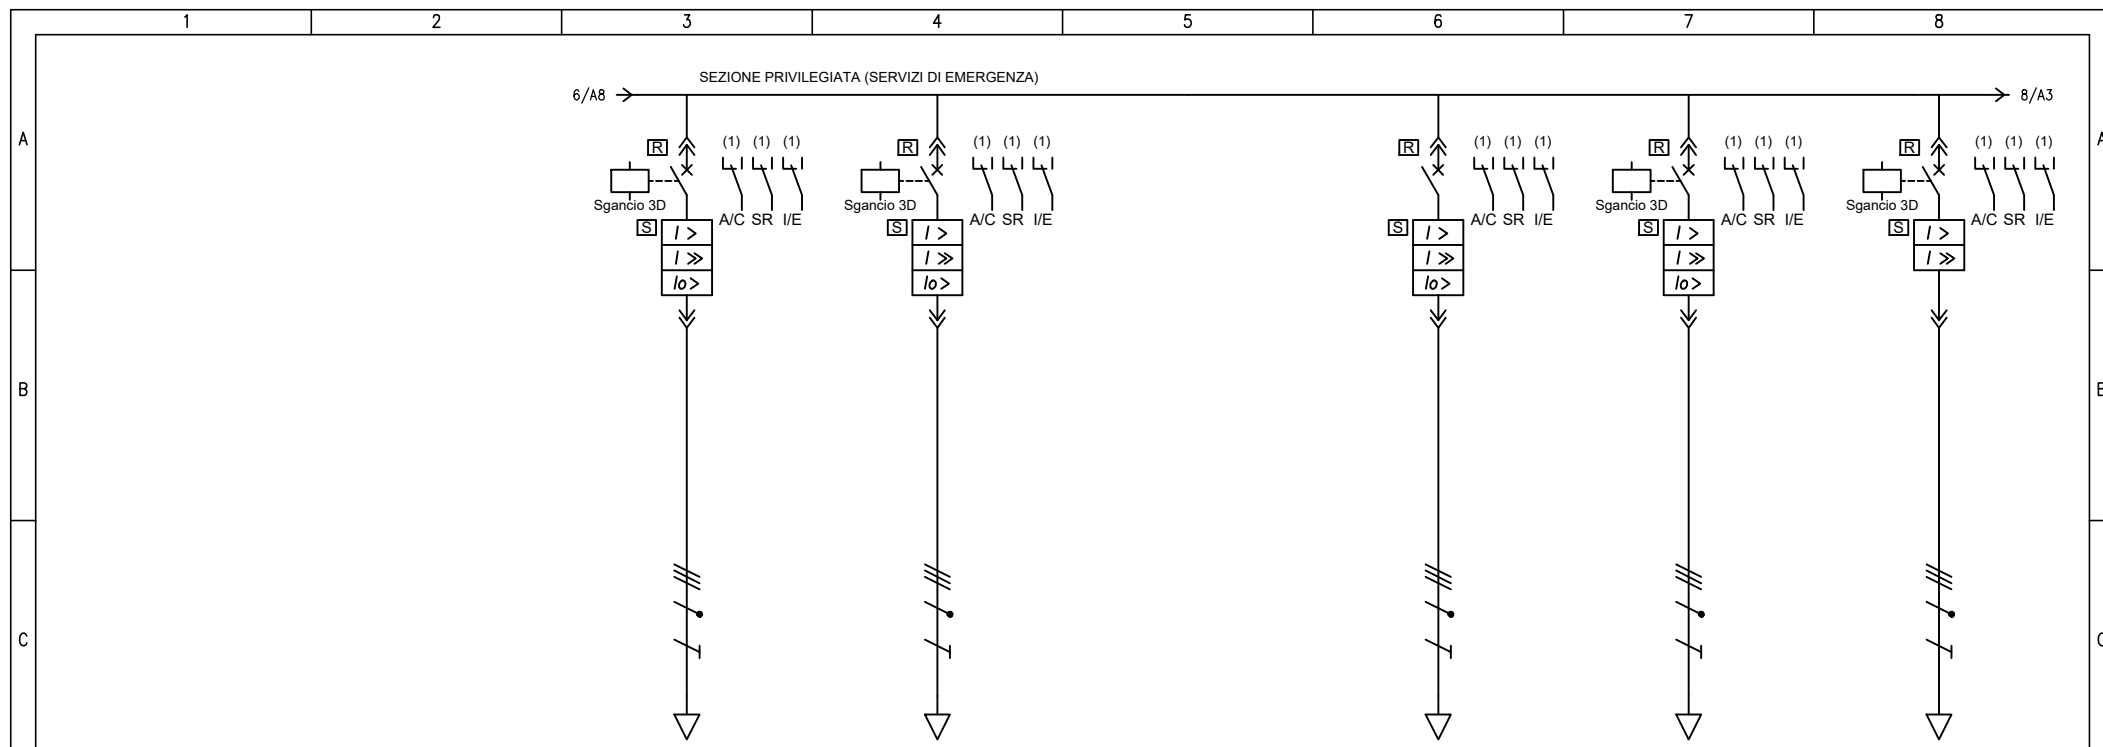 1 2 3 4 5 6 7 8
SEZIONE PRIVILEGIATA (SERVIZI DI EMERGENZA)
6/A8 8/A3
A A
R (1) (1) (1) R (1) (1) (1) R (1) (1) (1) R (1) (1) (1) R (1) (1) (1)
Sgancio 3D Sgancio 3D Sgancio 3D Sgancio 3D
A/C SR I/E A/C SR I/E A/C SR I/E A/C SR I/E A/C SR I/E
S I > S I > S I > S I > S I >
I >> I >> I >> I >> I >>
Io> Io> Io> Io>
B
C